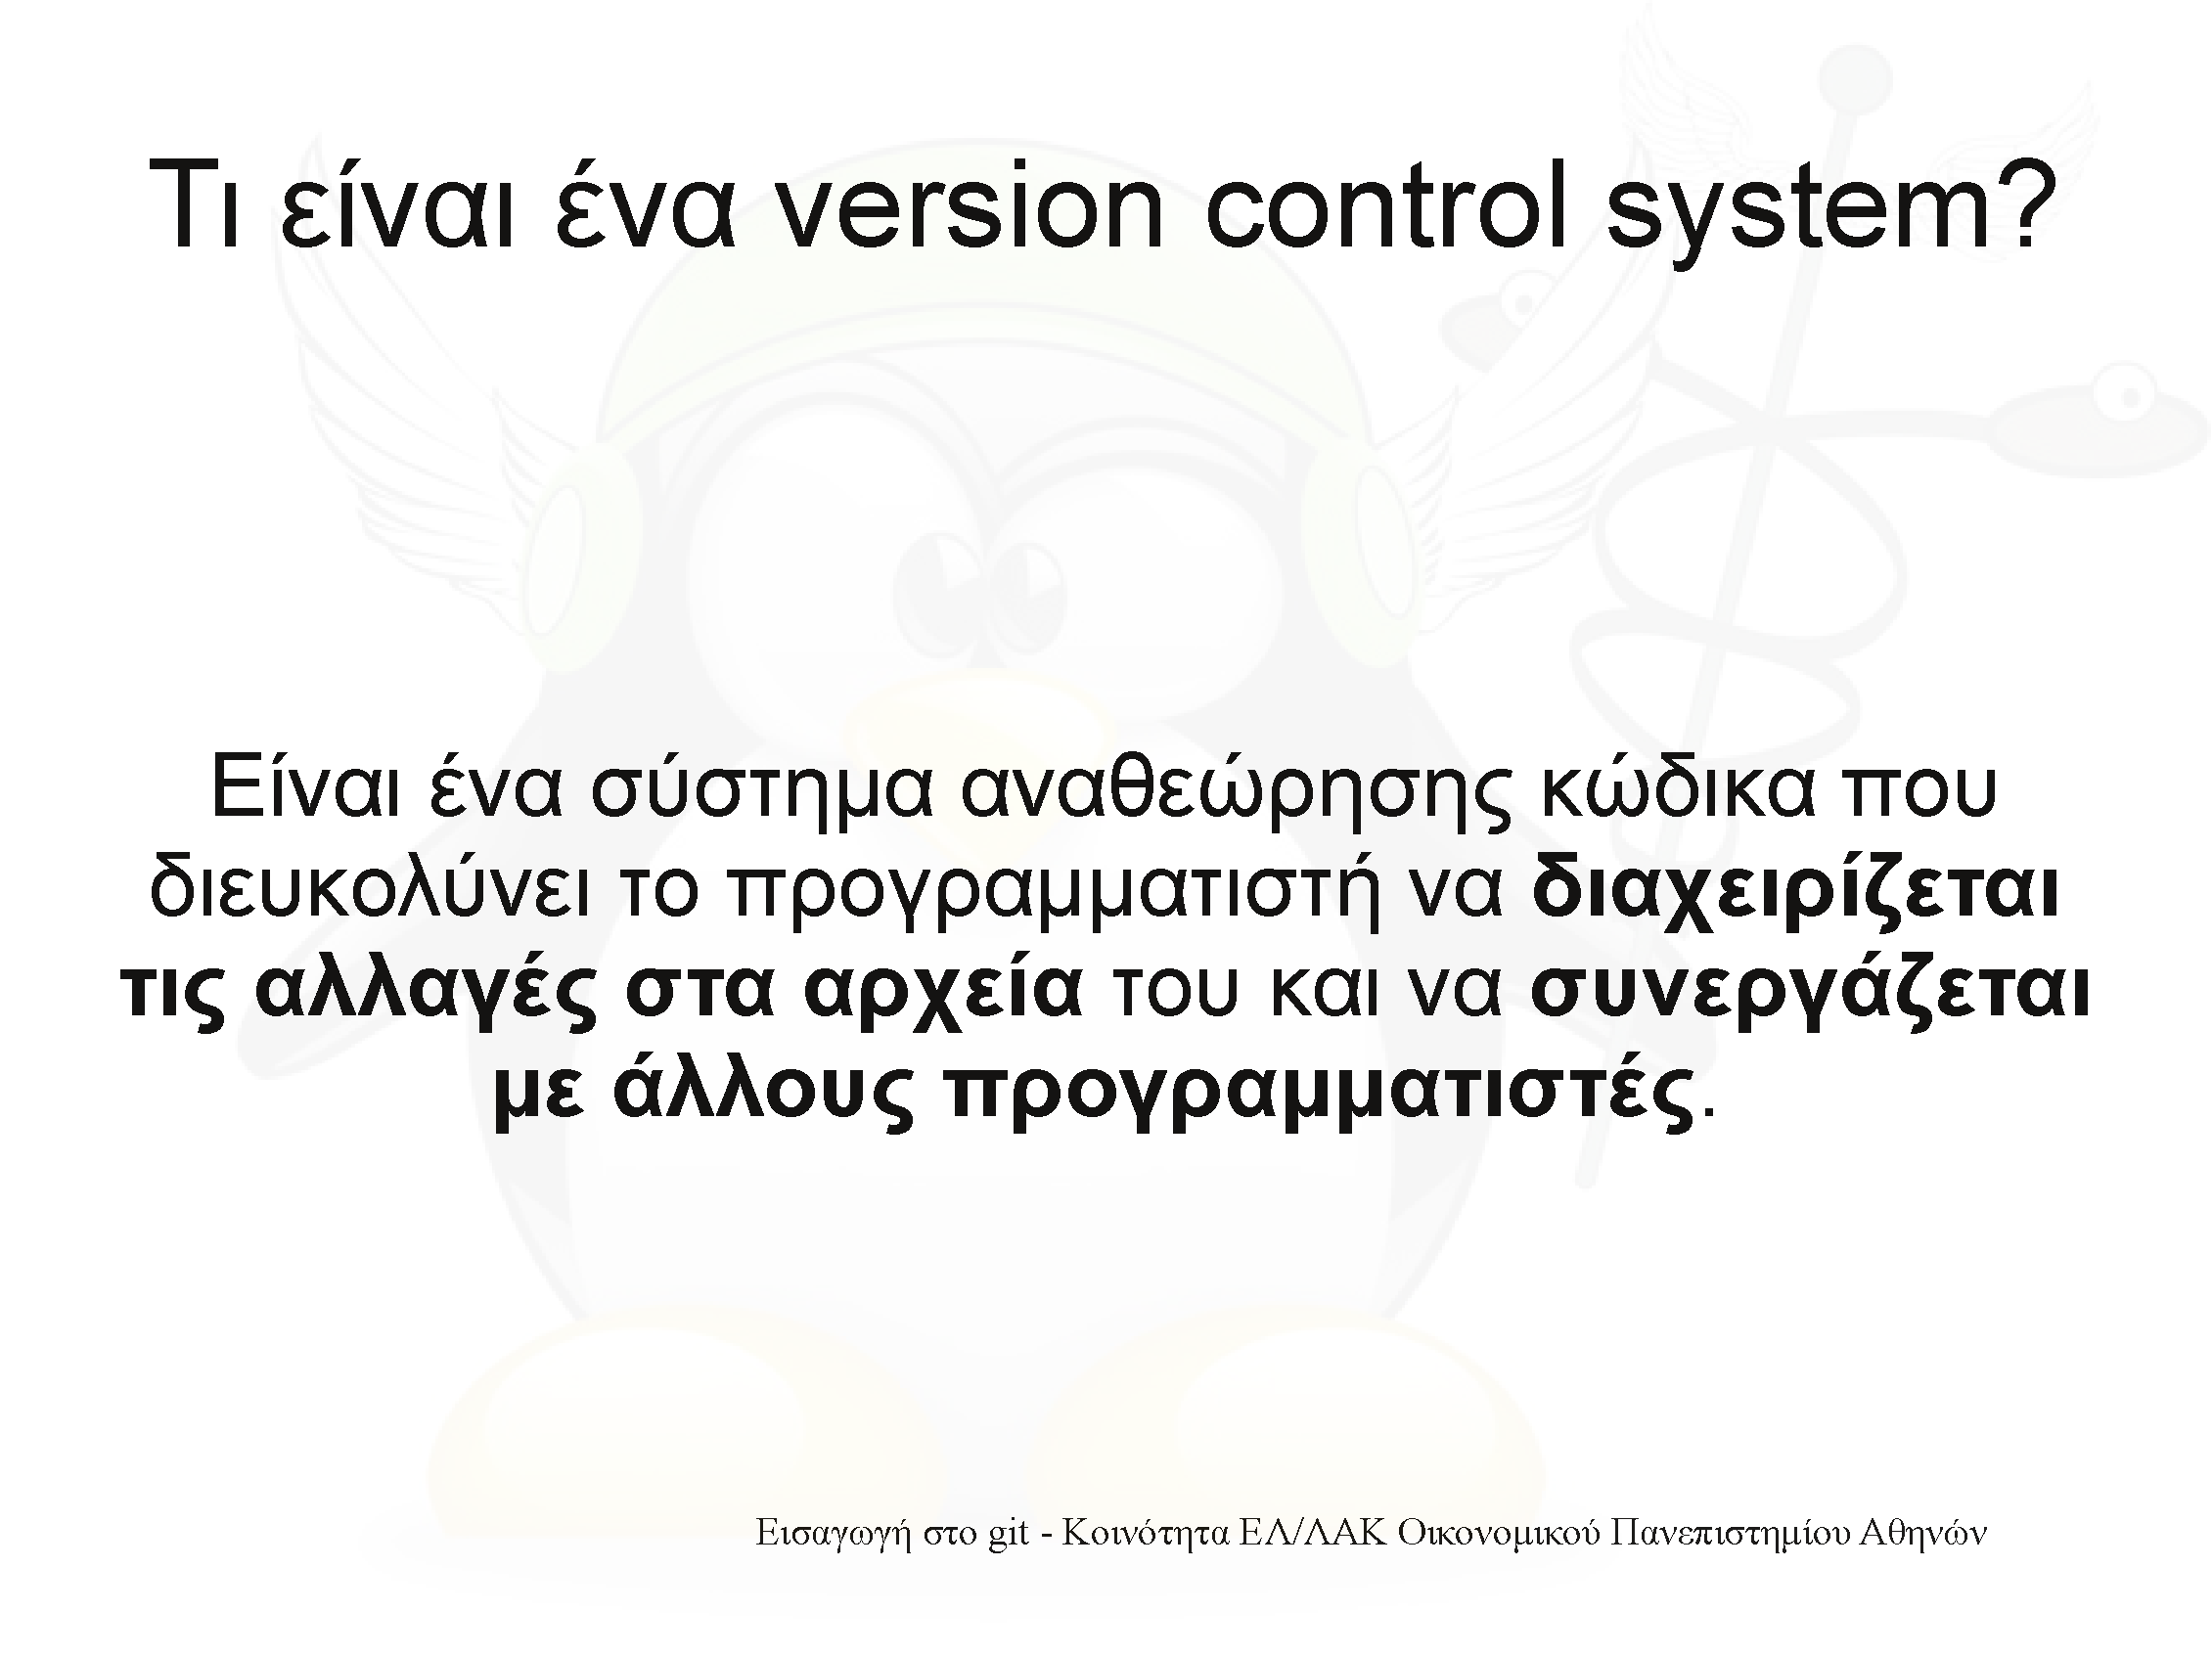 Τι είναι ένα version control system?
Είναι ένα σύστημα αναθεώρησης κώδικα που
διευκολύνει το προγραμματιστή να διαχειρίζεται
τις αλλαγές στα αρχεία του και να συνεργάζεται
με άλλους προγραμματιστές.
Εισαγωγή στο git - Κοινότητα ΕΛ/ΛΑΚ Οικονομικού Πανεπιστημίου Αθηνών